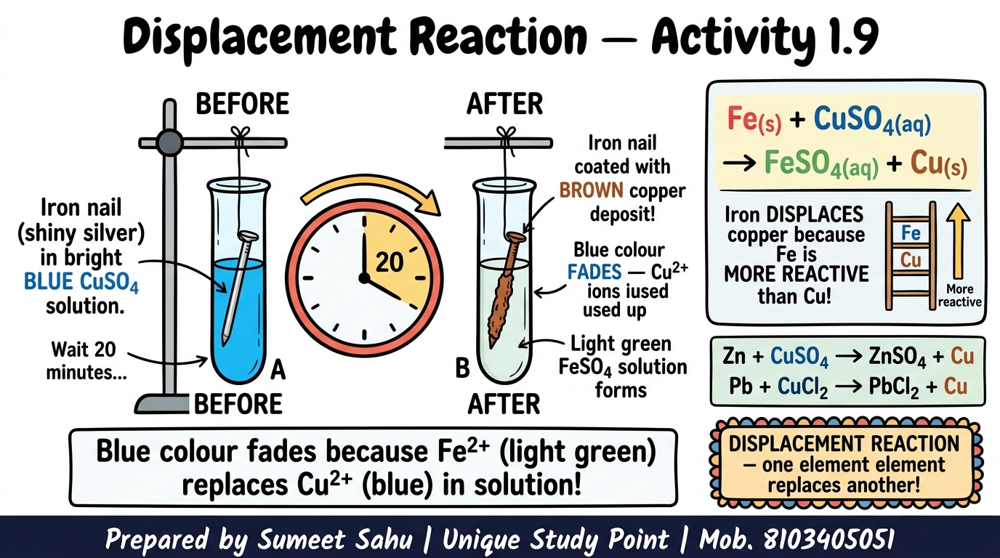 Displacement Reaction – Activity 1.9
BEFORE
Iron nail
(shiny silver)
in bright
BLUE CuSO₄
solution.
Wait 20
minutes...
A
BEFORE
20
AFTER
Iron nail
coated with
BROWN copper
deposit!
Blue colour
FADES — Cu²⁺
ions iused
used up
Light green
FeSO₄ solution
forms
B
AFTER
Fe(s) + CuSO₄(aq)
→ FeSO₄(aq) + Cu(s)
Iron DISPLACES
copper because
Fe is
MORE REACTIVE
than Cu!
Fe
Cu
More
reactive
Zn + CuSO₄ → ZnSO₄ + Cu
Pb + CuCl₂ → PbCl₂ + Cu
Blue colour fades because Fe²⁺ (light green)
replaces Cu²⁺ (blue) in solution!
DISPLACEMENT REACTION
– one element element
replaces another!
Prepared by Sumeet Sahu | Unique Study Point | Mob. 8103405051